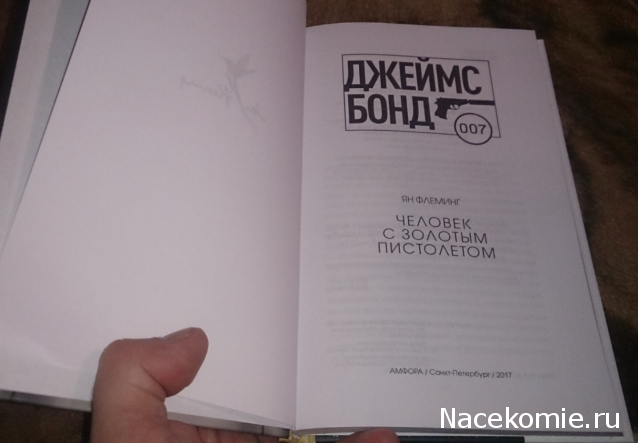 ДЖЕЙМС
БОНД
007
ЯН ФЛЕМИНГ
ЧЕЛОВЕК
С ЗОЛОТЫМ
ПИСТОЛЕТОМ
АМФОРА / Санкт-Петербург / 2017
Nacekomie.ru